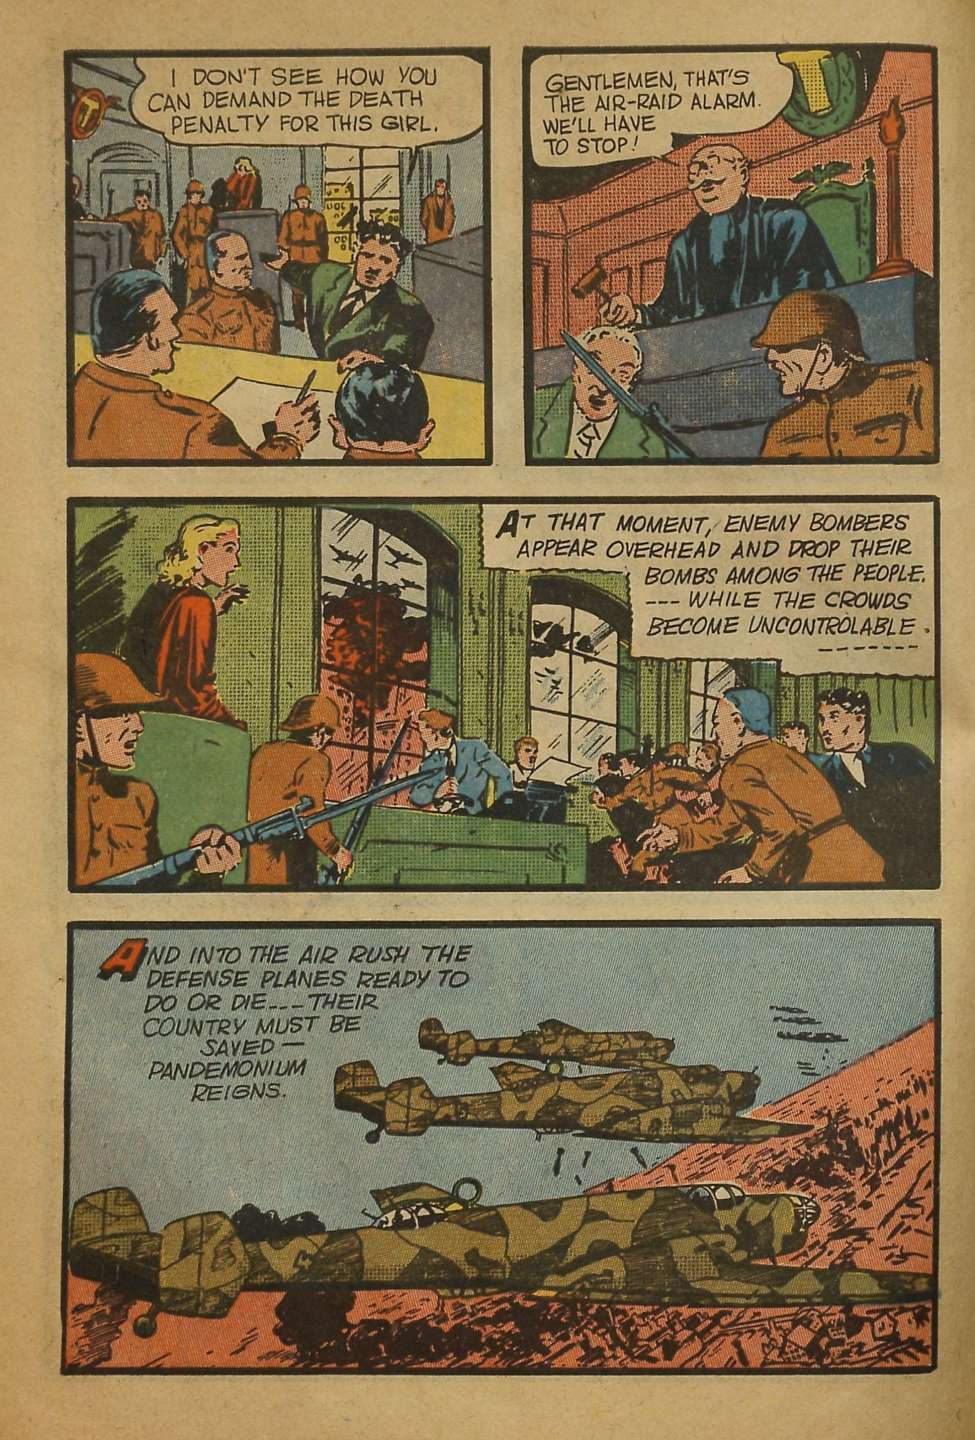 I DON'T SEE HOW YOU
CAN DEMAND THE DEATH
PENALTY FOR THIS GIRL.
GENTLEMEN, THAT'S
THE AIR-RAID ALARM.
WE'LL HAVE
TO STOP!
AT THAT MOMENT, ENEMY BOMBERS
APPEAR OVERHEAD AND DROP THEIR
BOMBS AMONG THE PEOPLE.
--- WHILE THE CROWDS
BECOME UNCONTROLABLE.
-------
AND INTO THE AIR RUSH THE
DEFENSE PLANES READY TO
DO OR DIE___THEIR
COUNTRY MUST BE
SAVED —
PANDEMONIUM
REIGNS.